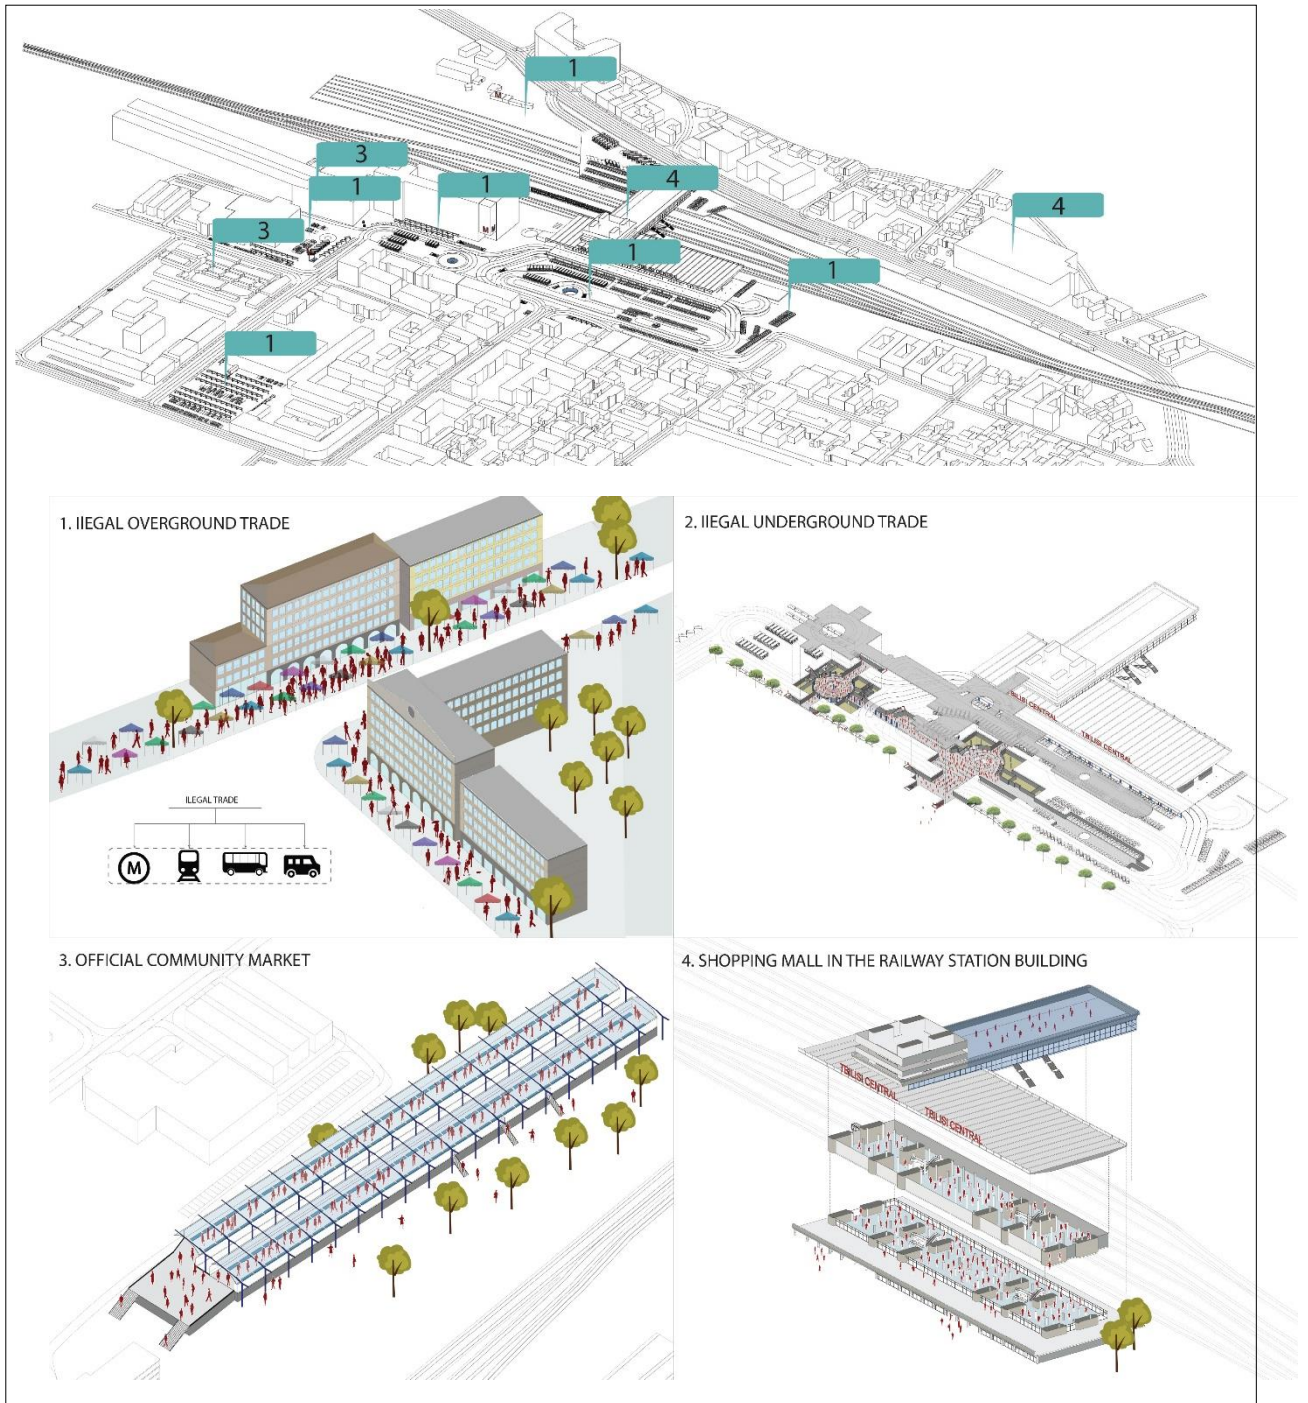 1
M
3
1
1
4
4
M
3
1
1
1
1. IIEGAL OVERGROUND TRADE
2. IIEGAL UNDERGROUND TRADE
TBILISI CENTRAL
TBILISI CENTRAL
ILEGAL TRADE
M
3. OFFICIAL COMMUNITY MARKET
4. SHOPPING MALL IN THE RAILWAY STATION BUILDING
TBILISI CENTRAL
TBILISI CENTRAL